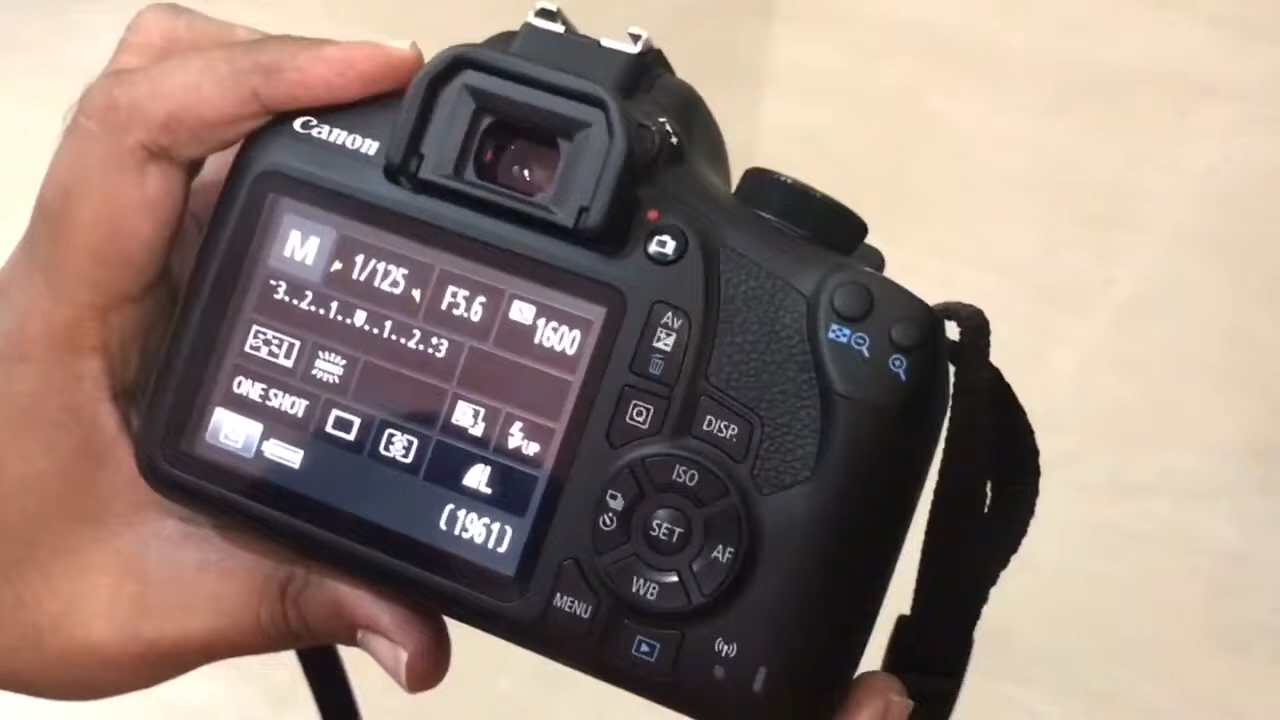 Canon
M 1/125 F5.6 1600
-3..2..1..0..1..2..:3
ONE SHOT
UP
L
(1961)
Av
Q DISP.
ISO
SET
AF
WB
MENU